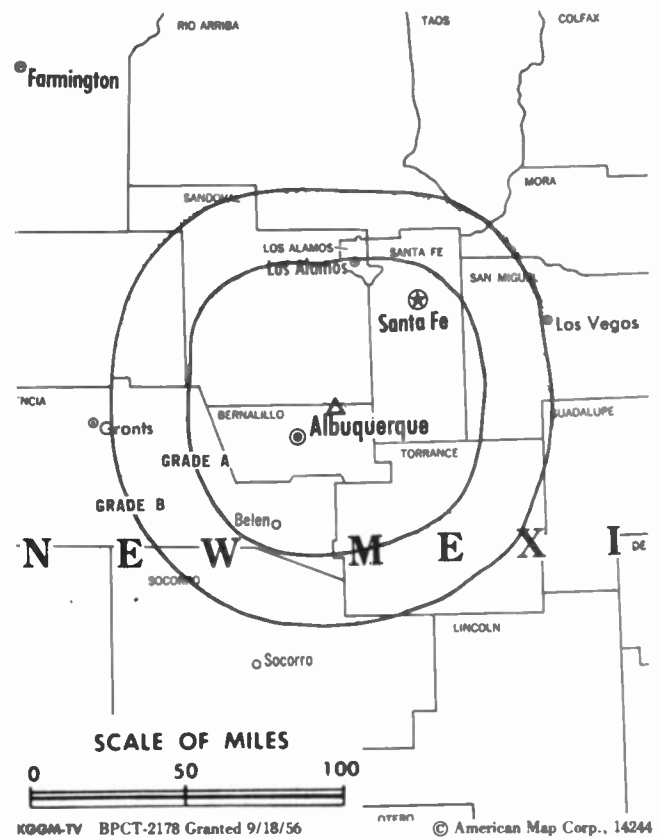 RIO ARRIBA
TAOS
COLFAX
Farmington
MORA
SANDOVAL
LOS ALAMOS
SANTA FE
Los Alamos
SAN MIGUEL
Santa Fe
Los Vegos
NCIA
BERNALILLO
GUADALUPE
Gronts
Albuquerque
TORRANCE
GRADE A
GRADE B
Belen
N E W M E X I
DE
SOCORRO
LINCOLN
Socorro
SCALE OF MILES
0 50 100
OTERO
KGGM-TV BPCT-2178 Granted 9/18/56 © American Map Corp., 14244